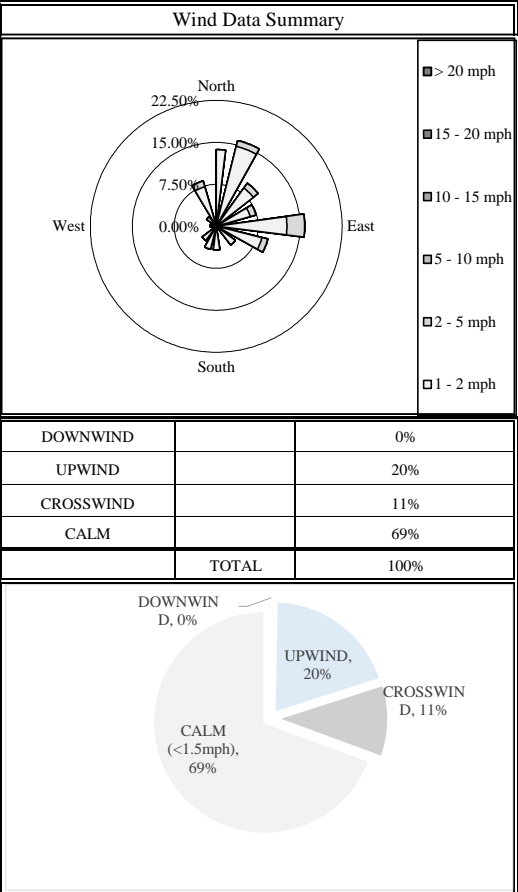 Wind Data Summary
North
22.50%
15.00%
7.50%
0.00%
West
East
South
> 20 mph
15 - 20 mph
10 - 15 mph
5 - 10 mph
2 - 5 mph
1 - 2 mph
DOWNWIND 0%
UPWIND 20%
CROSSWIND 11%
CALM 69%
TOTAL 100%
DOWNWIN
D, 0%
UPWIND,
20%
CROSSWIN
D, 11%
CALM
(<1.5mph),
69%